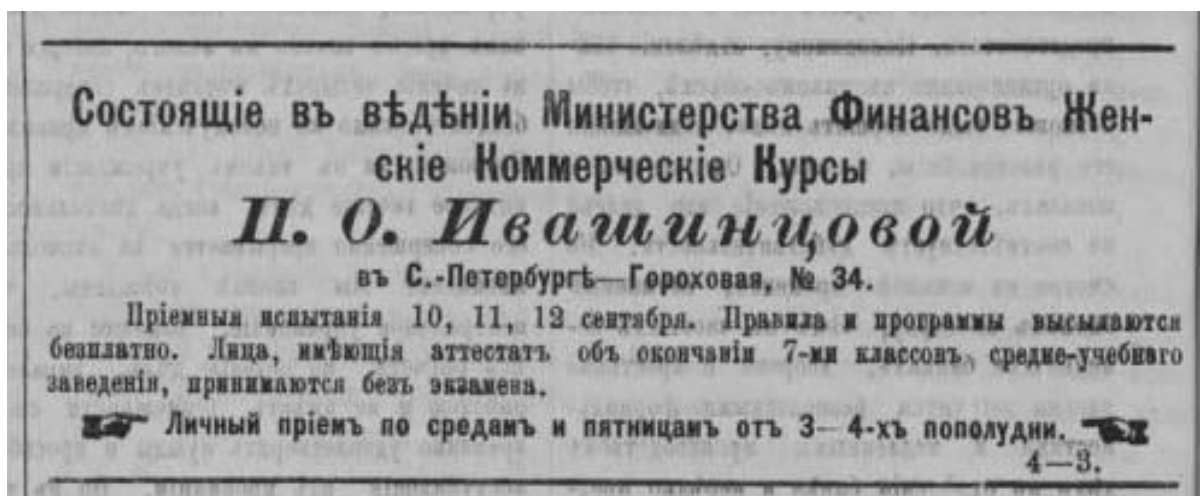 Состоящіе въ вѣдѣніи Министерства Финансовъ Жен-
скіе Коммерческіе Курсы
П. О. Ивашинцовой
въ С.-Петербургѣ—Гороховая, № 34.
Пріемныя испытанія 10, 11, 12 сентября. Правила и программы высылаются
безплатно. Лица, имѣющія аттестатъ объ окончаніи 7-ми классовъ средне-учебнаго
заведенія, принимаются безъ экзамена.
Личный пріемъ по средамъ и пятницамъ отъ 3—4-хъ пополудни.
4—3.